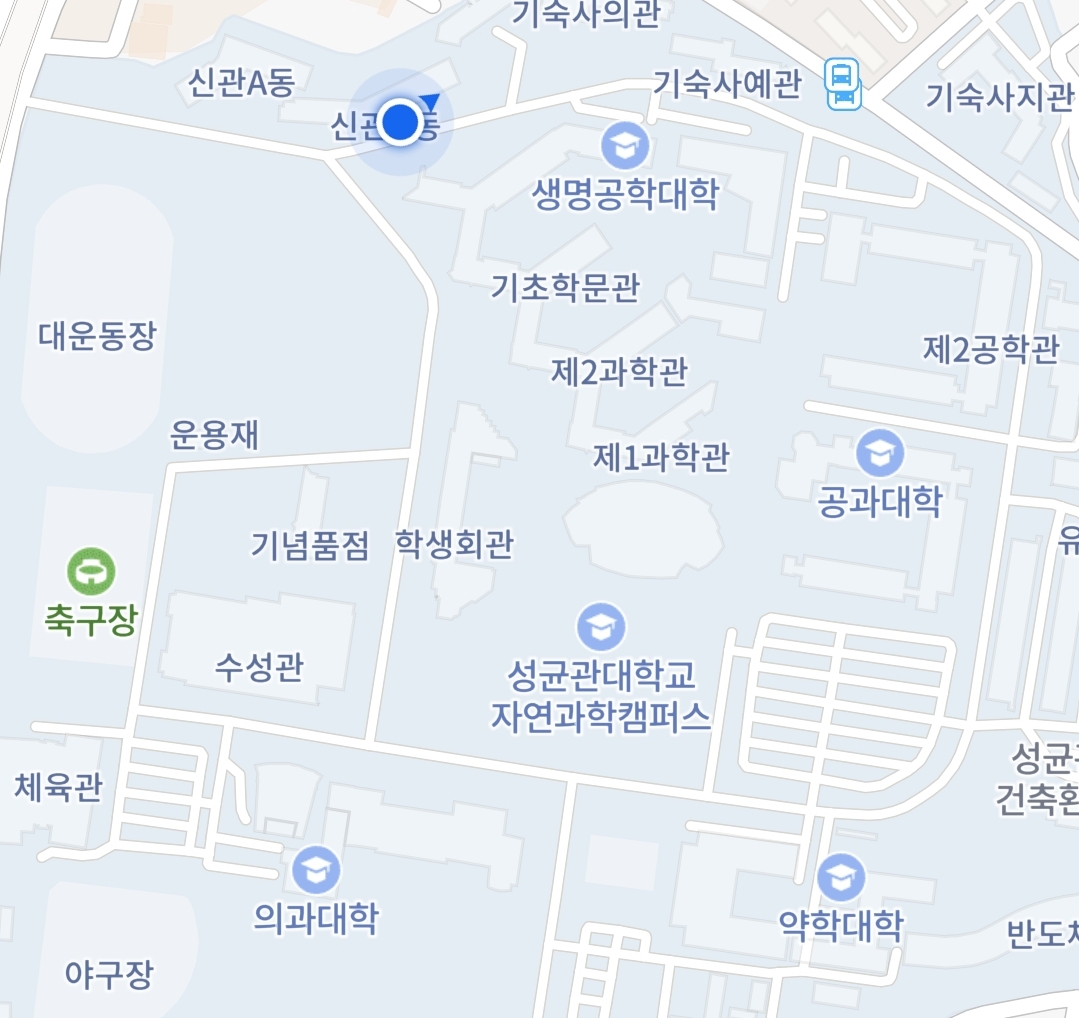 기숙사의관
신관A동
기숙사예관
기숙사지관
생명공학대학
기초학문관
대운동장
제2공학관
제2과학관
운용재
제1과학관
공과대학
기념품점
학생회관
축구장
수성관
성균관대학교
자연과학캠퍼스
체육관
의과대학
약학대학
야구장